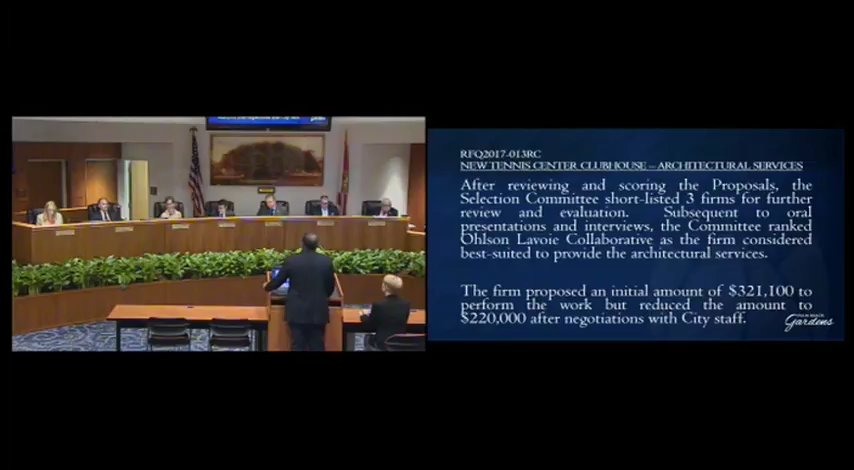 RFQ2017-013RC
NEW TENNIS CENTER CLUBHOUSE – ARCHITECTURAL SERVICES
After reviewing and scoring the Proposals, the
Selection Committee short-listed 3 firms for further
review and evaluation. Subsequent to oral
presentations and interviews, the Committee ranked
Ohlson Lavoie Collaborative as the firm considered
best-suited to provide the architectural services.
The firm proposed an initial amount of $321,100 to
perform the work but reduced the amount to
$220,000 after negotiations with City staff.
PALM BEACH
Gardens